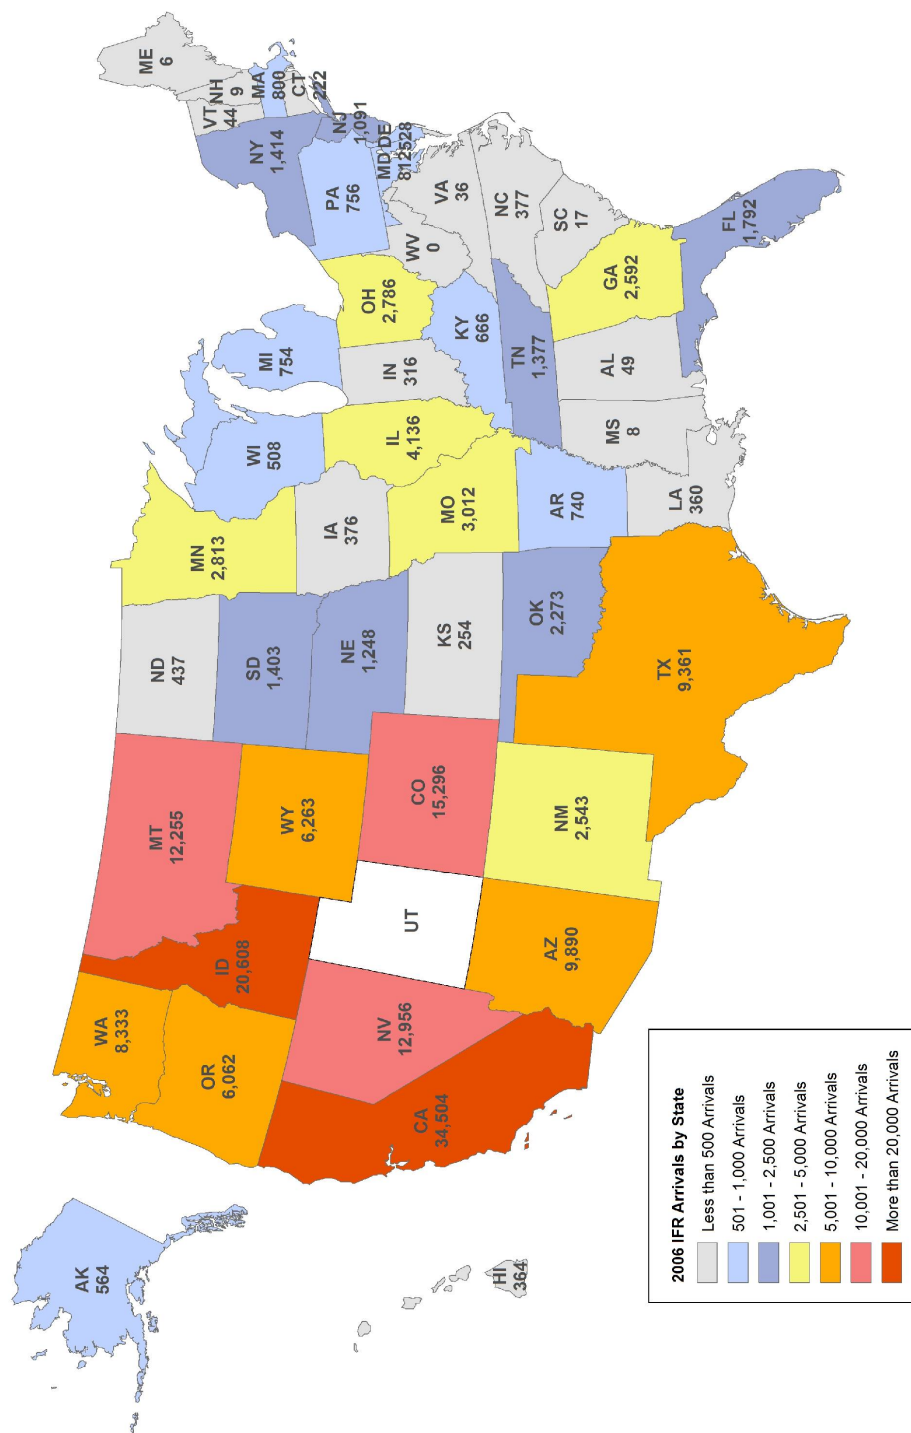 AK
564
HI
364
WA
8,333
OR
6,062
CA
34,504
NV
12,956
ID
20,608
MT
12,255
WY
6,263
UT
AZ
9,890
CO
15,296
NM
2,543
ND
437
SD
1,403
NE
1,248
KS
254
OK
2,273
TX
9,361
MN
2,813
IA
376
MO
3,012
AR
740
LA
360
WI
508
IL
4,136
MI
754
IN
316
OH
2,786
KY
666
TN
1,377
MS
8
AL
49
GA
2,592
FL
1,792
SC
17
NC
377
VA
36
WV
0
PA
756
NY
1,414
VT
44
NH
9
ME
6
MA
800
CT
222
NJ
1,091
MD DE
812528
2006 IFR Arrivals by State
Less than 500 Arrivals
501 - 1,000 Arrivals
1,001 - 2,500 Arrivals
2,501 - 5,000 Arrivals
5,001 - 10,000 Arrivals
10,001 - 20,000 Arrivals
More than 20,000 Arrivals